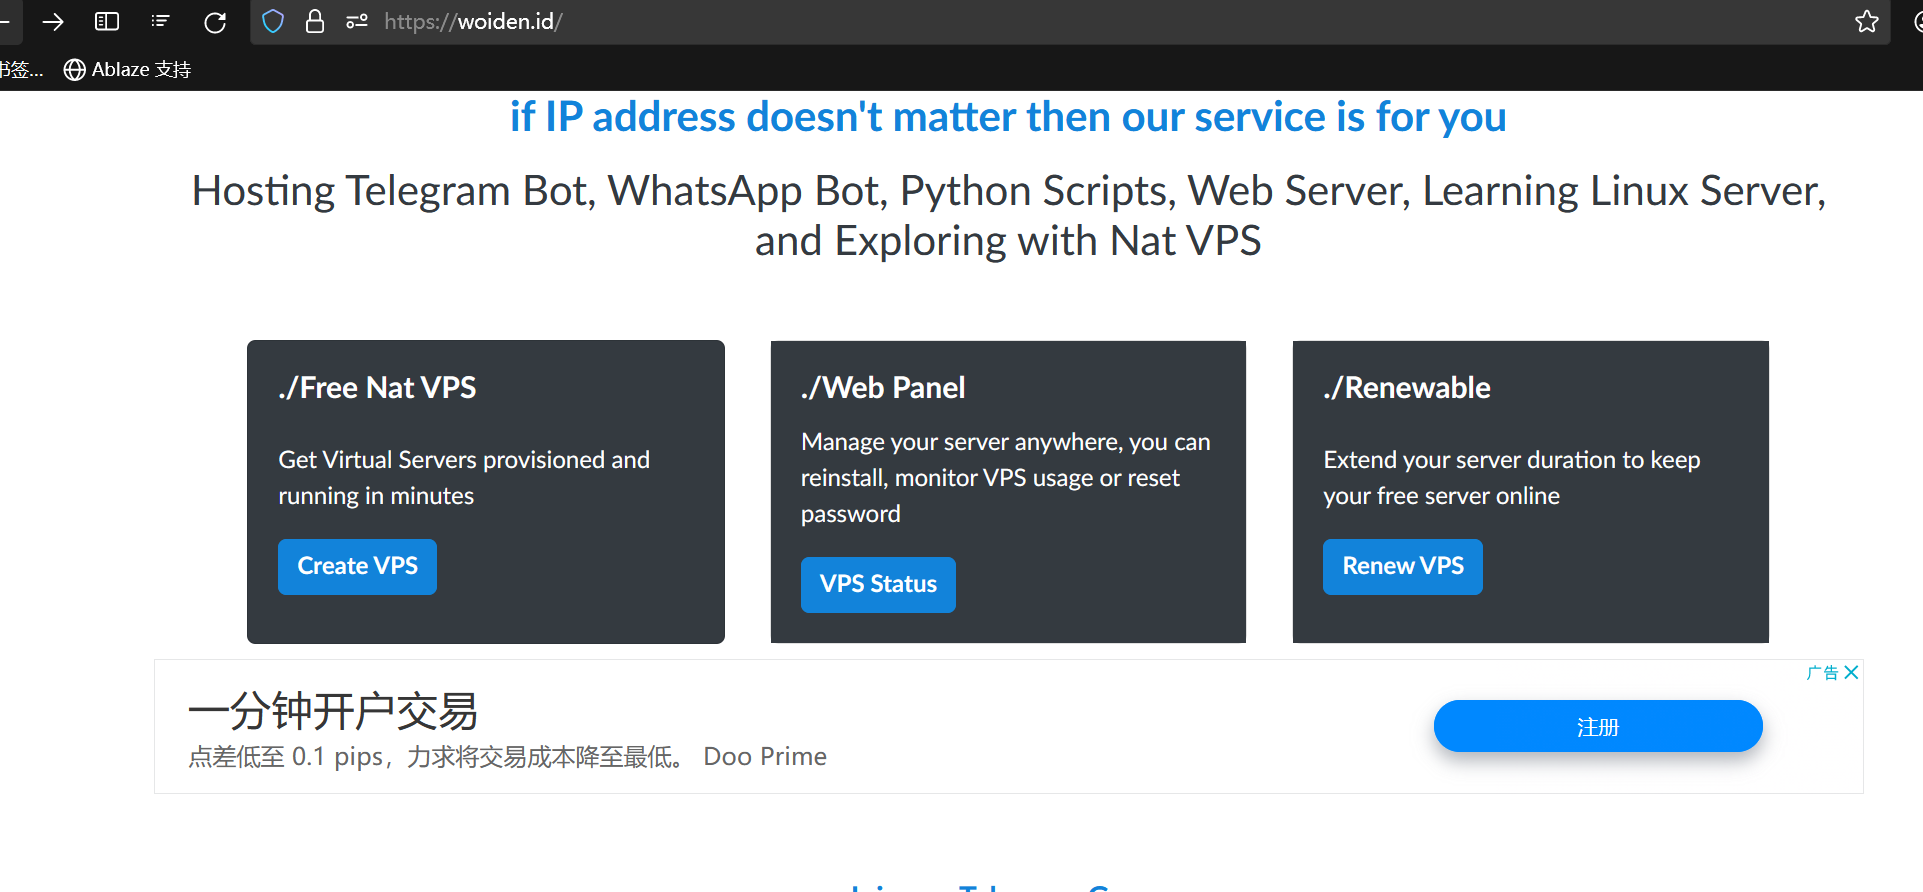 https://woiden.id/
书签...
Ablaze 支持
if IP address doesn't matter then our service is for you
Hosting Telegram Bot, WhatsApp Bot, Python Scripts, Web Server, Learning Linux Server,
and Exploring with Nat VPS
./Free Nat VPS
Get Virtual Servers provisioned and
running in minutes
Create VPS
./Web Panel
Manage your server anywhere, you can
reinstall, monitor VPS usage or reset
password
VPS Status
./Renewable
Extend your server duration to keep
your free server online
Renew VPS
广告
一分钟开户交易
点差低至 0.1 pips，力求将交易成本降至最低。 Doo Prime
注册